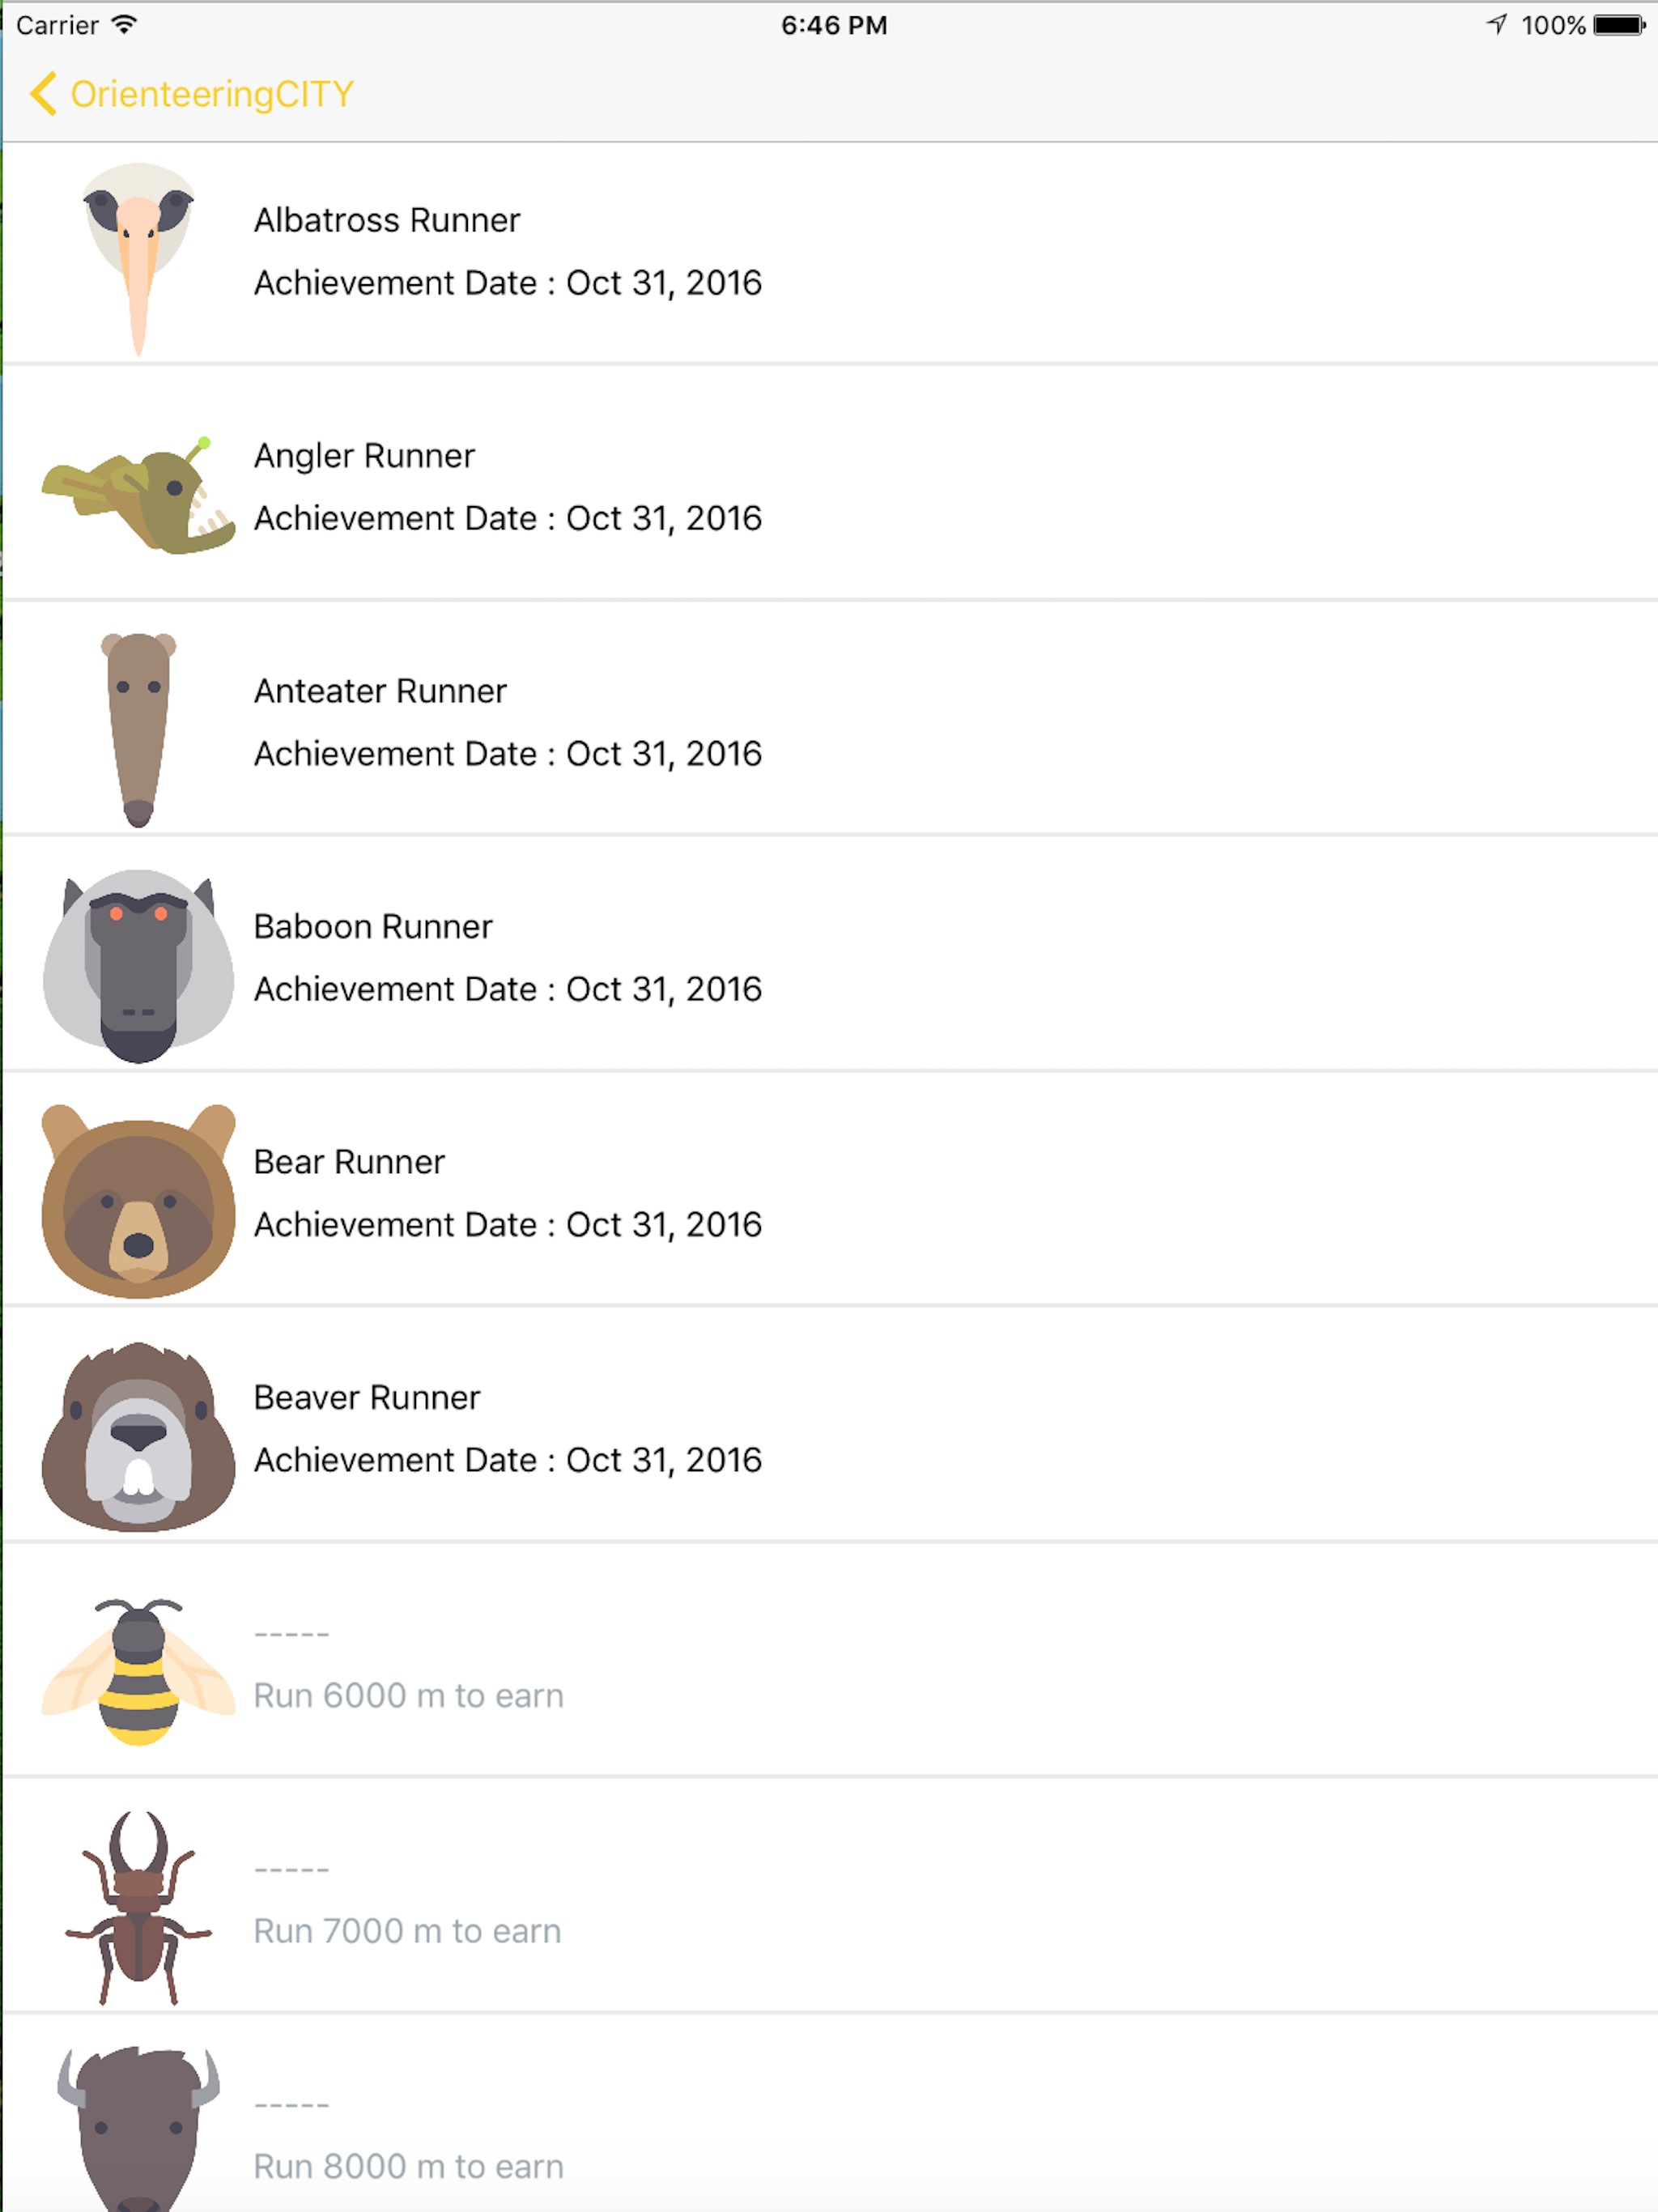 Carrier 6:46 PM 100%
OrienteeringCITY
Albatross Runner
Achievement Date : Oct 31, 2016
Angler Runner
Achievement Date : Oct 31, 2016
Anteater Runner
Achievement Date : Oct 31, 2016
Baboon Runner
Achievement Date : Oct 31, 2016
Bear Runner
Achievement Date : Oct 31, 2016
Beaver Runner
Achievement Date : Oct 31, 2016
-----
Run 6000 m to earn
-----
Run 7000 m to earn
-----
Run 8000 m to earn